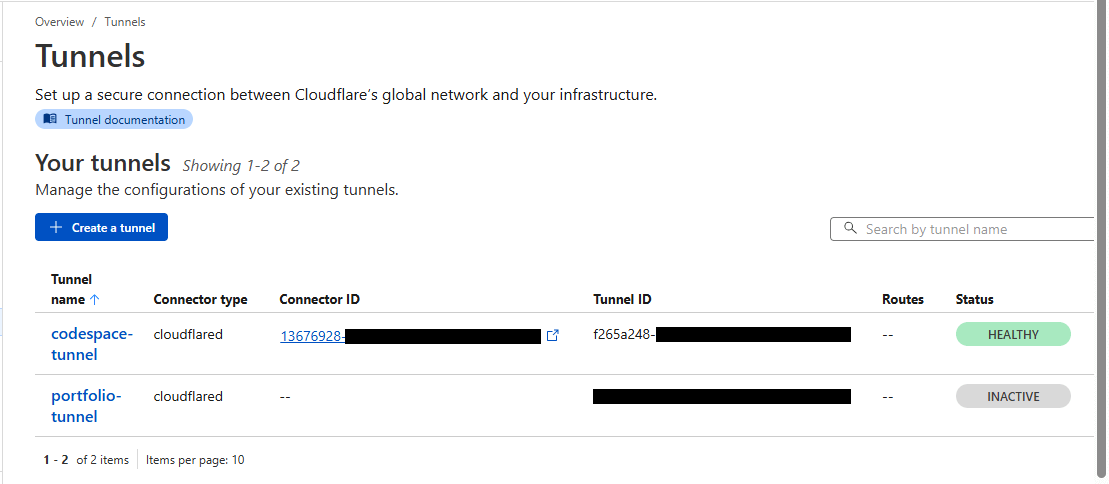 Overview / Tunnels
Tunnels
Set up a secure connection between Cloudflare’s global network and your infrastructure.
Tunnel documentation
Your tunnels Showing 1-2 of 2
Manage the configurations of your existing tunnels.
+ Create a tunnel
Search by tunnel name
Tunnel
name ↑ Connector type Connector ID Tunnel ID Routes Status
codespace- cloudflared 13676928- f265a248- -- HEALTHY
tunnel
portfolio- cloudflared -- -- INACTIVE
tunnel
1 - 2 of 2 items Items per page: 10